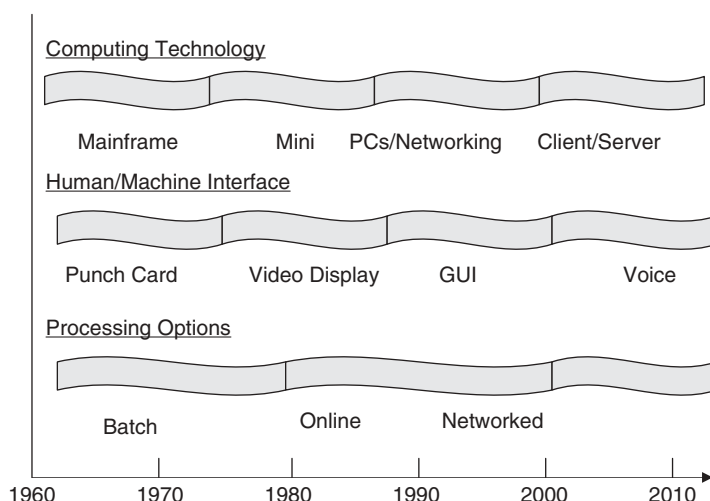 Computing Technology
Mainframe Mini PCs/Networking Client/Server
Human/Machine Interface
Punch Card Video Display GUI Voice
Processing Options
Batch Online Networked
1960 1970 1980 1990 2000 2010